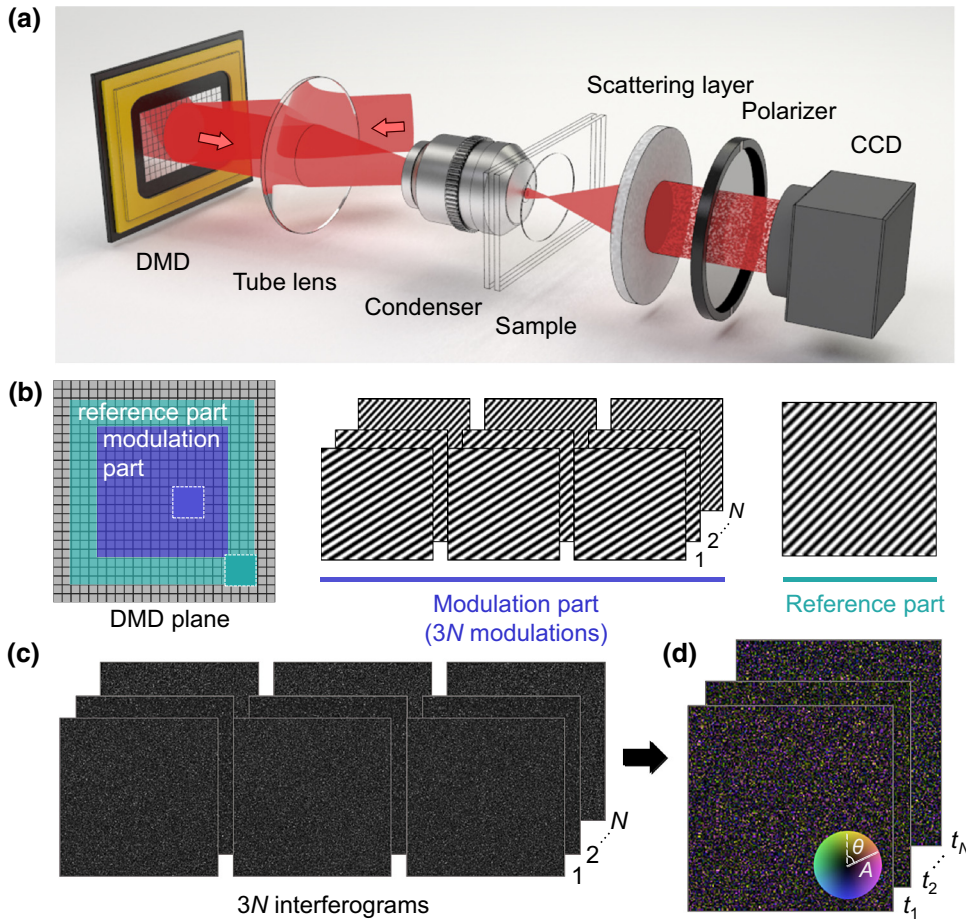 (a)
Scattering layer
Polarizer
CCD
DMD
Tube lens
Condenser
Sample
(b)
reference part
modulation
part
DMD plane
1
2
N
Modulation part
(3N modulations)
Reference part
(c)
1
2
N
3N interferograms
(d)
θ
A
t₁
t₂
t_N